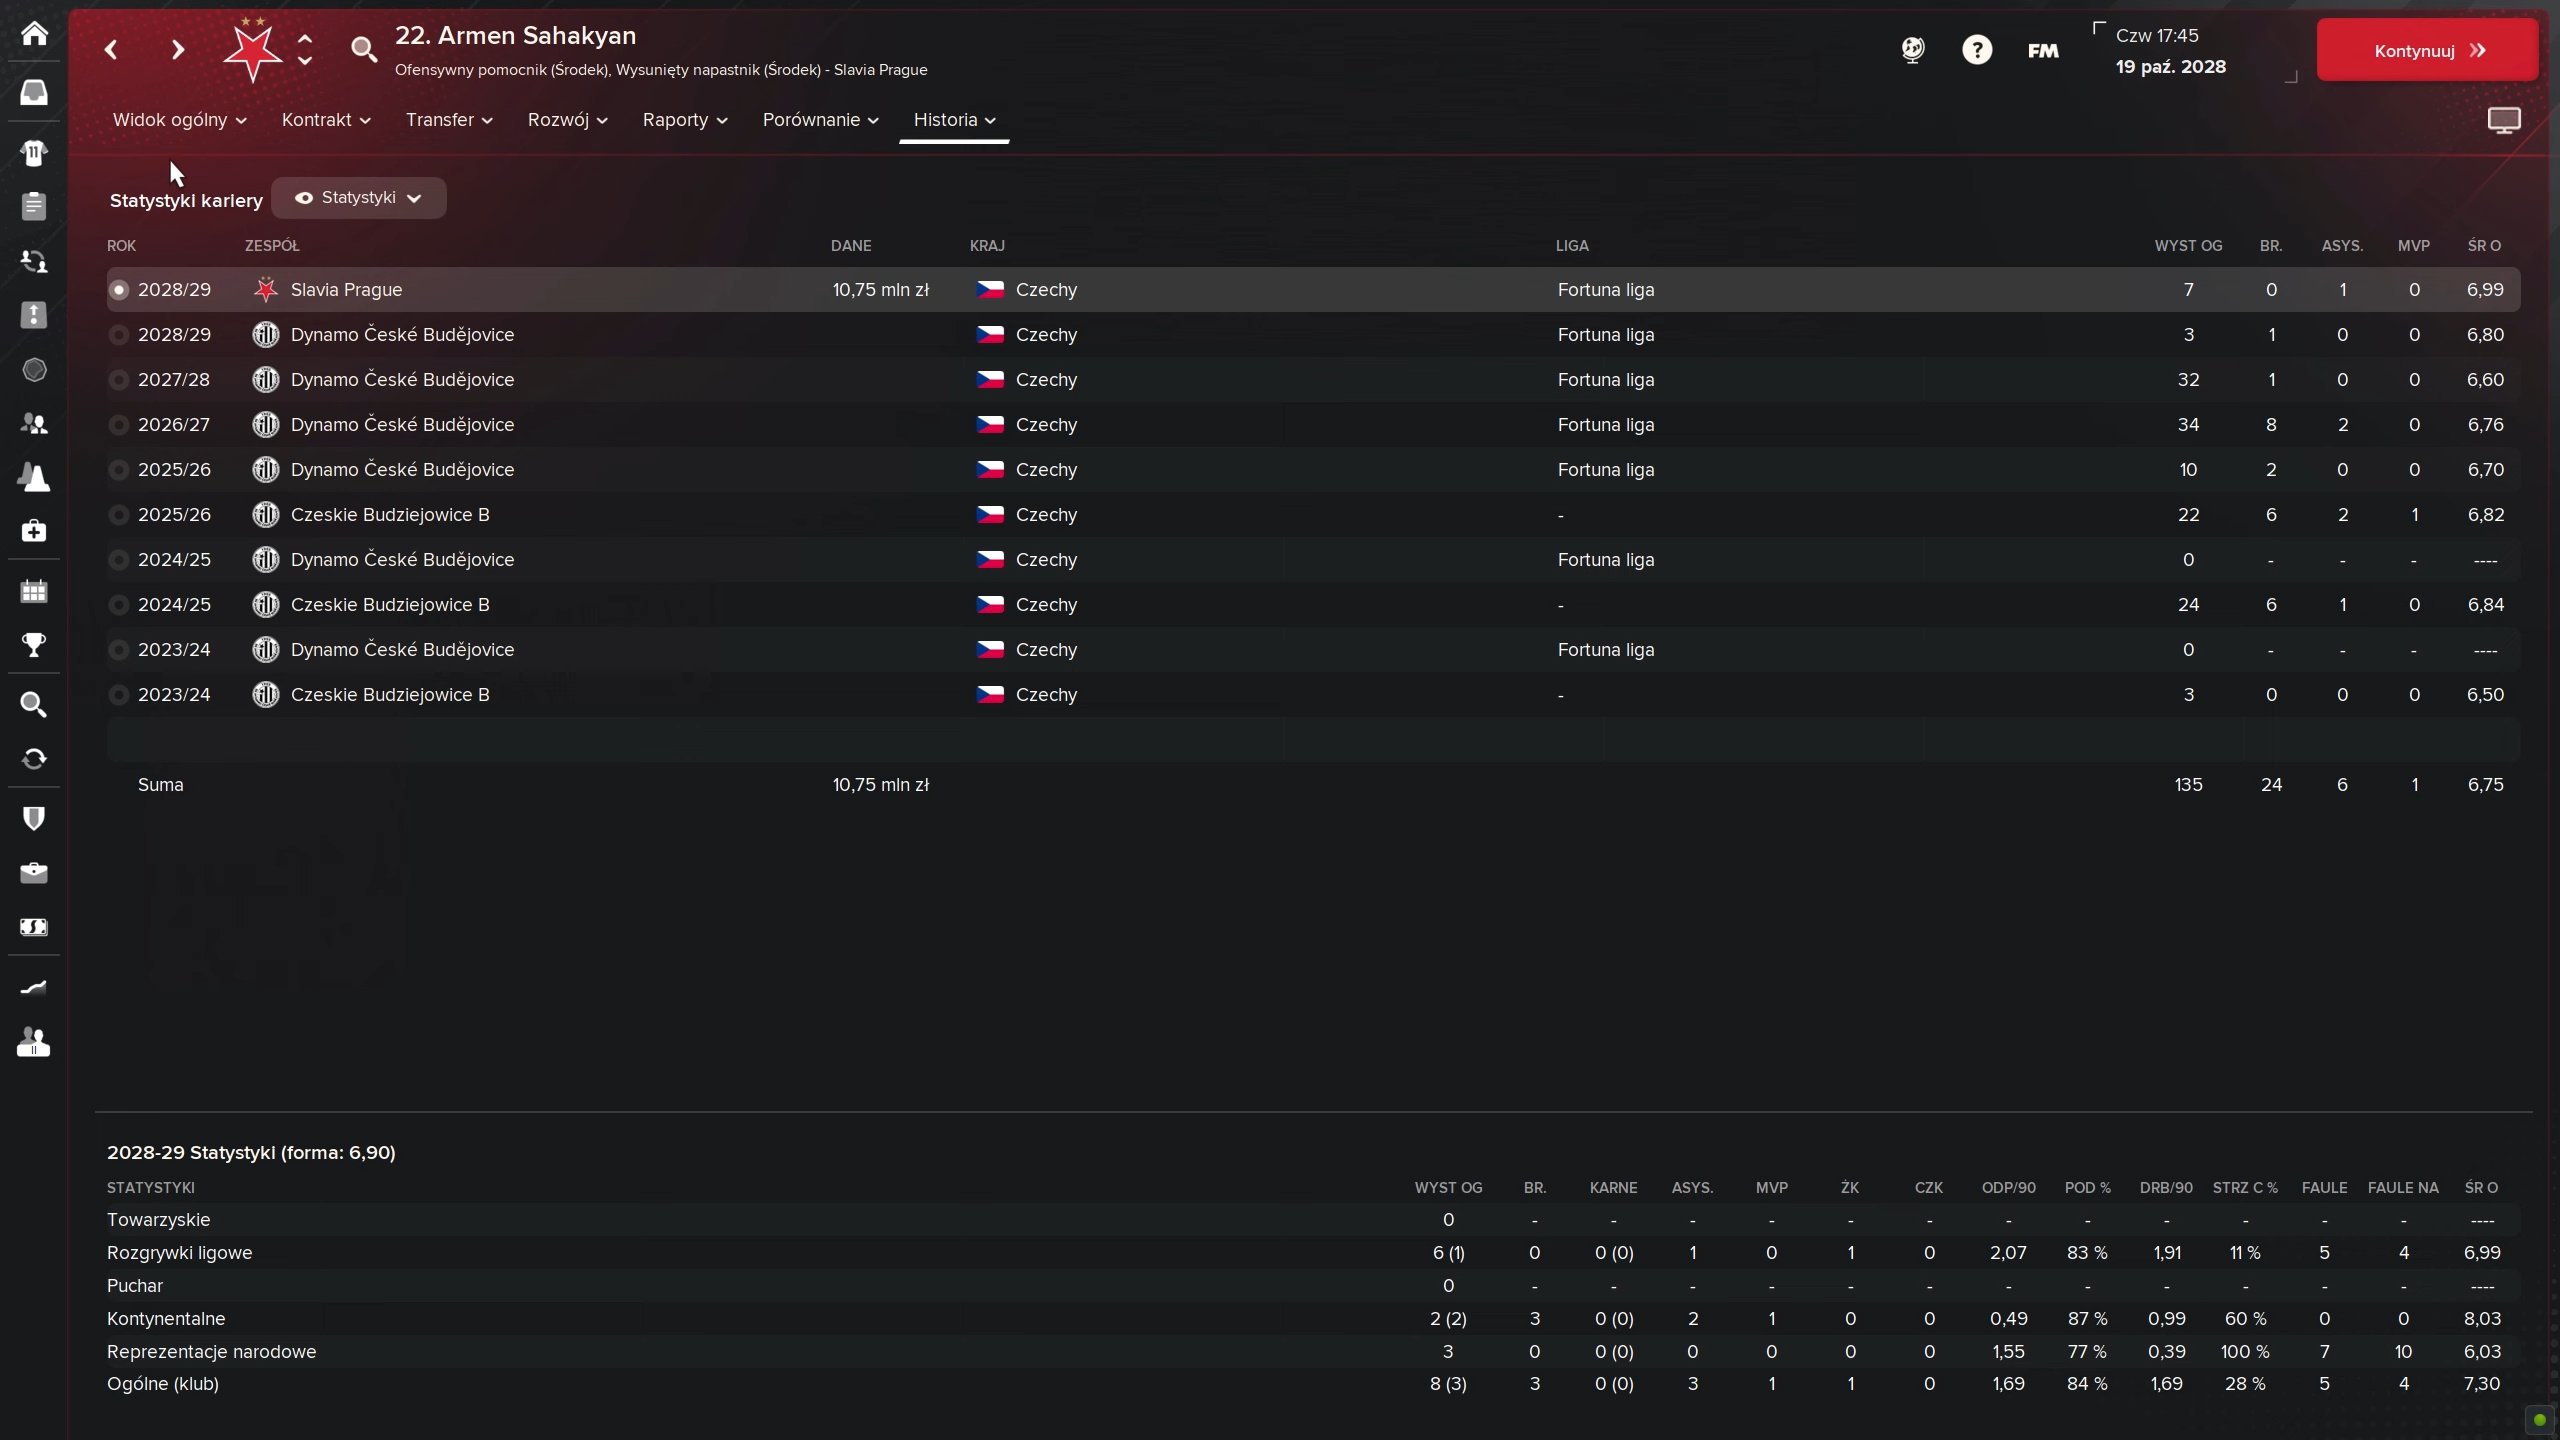 22. Armen Sahakyan
Ofensywny pomocnik (Środek), Wysunięty napastnik (Środek) - Slavia Prague
FM
Czw 17:45
19 paź. 2028
Kontynuuj
Widok ogólny Kontrakt Transfer Rozwój Raporty Porównanie Historia
Statystyki kariery Statystyki
ROK ZESPÓŁ DANE KRAJ LIGA WYST OG BR. ASYS. MVP ŚR O
2028/29 Slavia Prague 10,75 mln zł Czechy Fortuna liga 7 0 1 0 6,99
2028/29 Dynamo České Budějovice Czechy Fortuna liga 3 1 0 0 6,80
2027/28 Dynamo České Budějovice Czechy Fortuna liga 32 1 0 0 6,60
2026/27 Dynamo České Budějovice Czechy Fortuna liga 34 8 2 0 6,76
2025/26 Dynamo České Budějovice Czechy Fortuna liga 10 2 0 0 6,70
2025/26 Czeskie Budziejowice B Czechy - 22 6 2 1 6,82
2024/25 Dynamo České Budějovice Czechy Fortuna liga 0 - - - ----
2024/25 Czeskie Budziejowice B Czechy - 24 6 1 0 6,84
2023/24 Dynamo České Budějovice Czechy Fortuna liga 0 - - - ----
2023/24 Czeskie Budziejowice B Czechy - 3 0 0 0 6,50
Suma 10,75 mln zł 135 24 6 1 6,75
2028-29 Statystyki (forma: 6,90)
STATYSTYKI WYST OG BR. KARNE ASYS. MVP ŻK CZK ODP/90 POD % DRB/90 STRZ C % FAULE FAULE NA ŚR O
Towarzyskie 0 - - - - - - - - - - - - ----
Rozgrywki ligowe 6 (1) 0 0 (0) 1 0 1 0 2,07 83 % 1,91 11 % 5 4 6,99
Puchar 0 - - - - - - - - - - - - ----
Kontynentalne 2 (2) 3 0 (0) 2 1 0 0 0,49 87 % 0,99 60 % 0 0 8,03
Reprezentacje narodowe 3 0 0 (0) 0 0 0 0 1,55 77 % 0,39 100 % 7 10 6,03
Ogólne (klub) 8 (3) 3 0 (0) 3 1 1 0 1,69 84 % 1,69 28 % 5 4 7,30